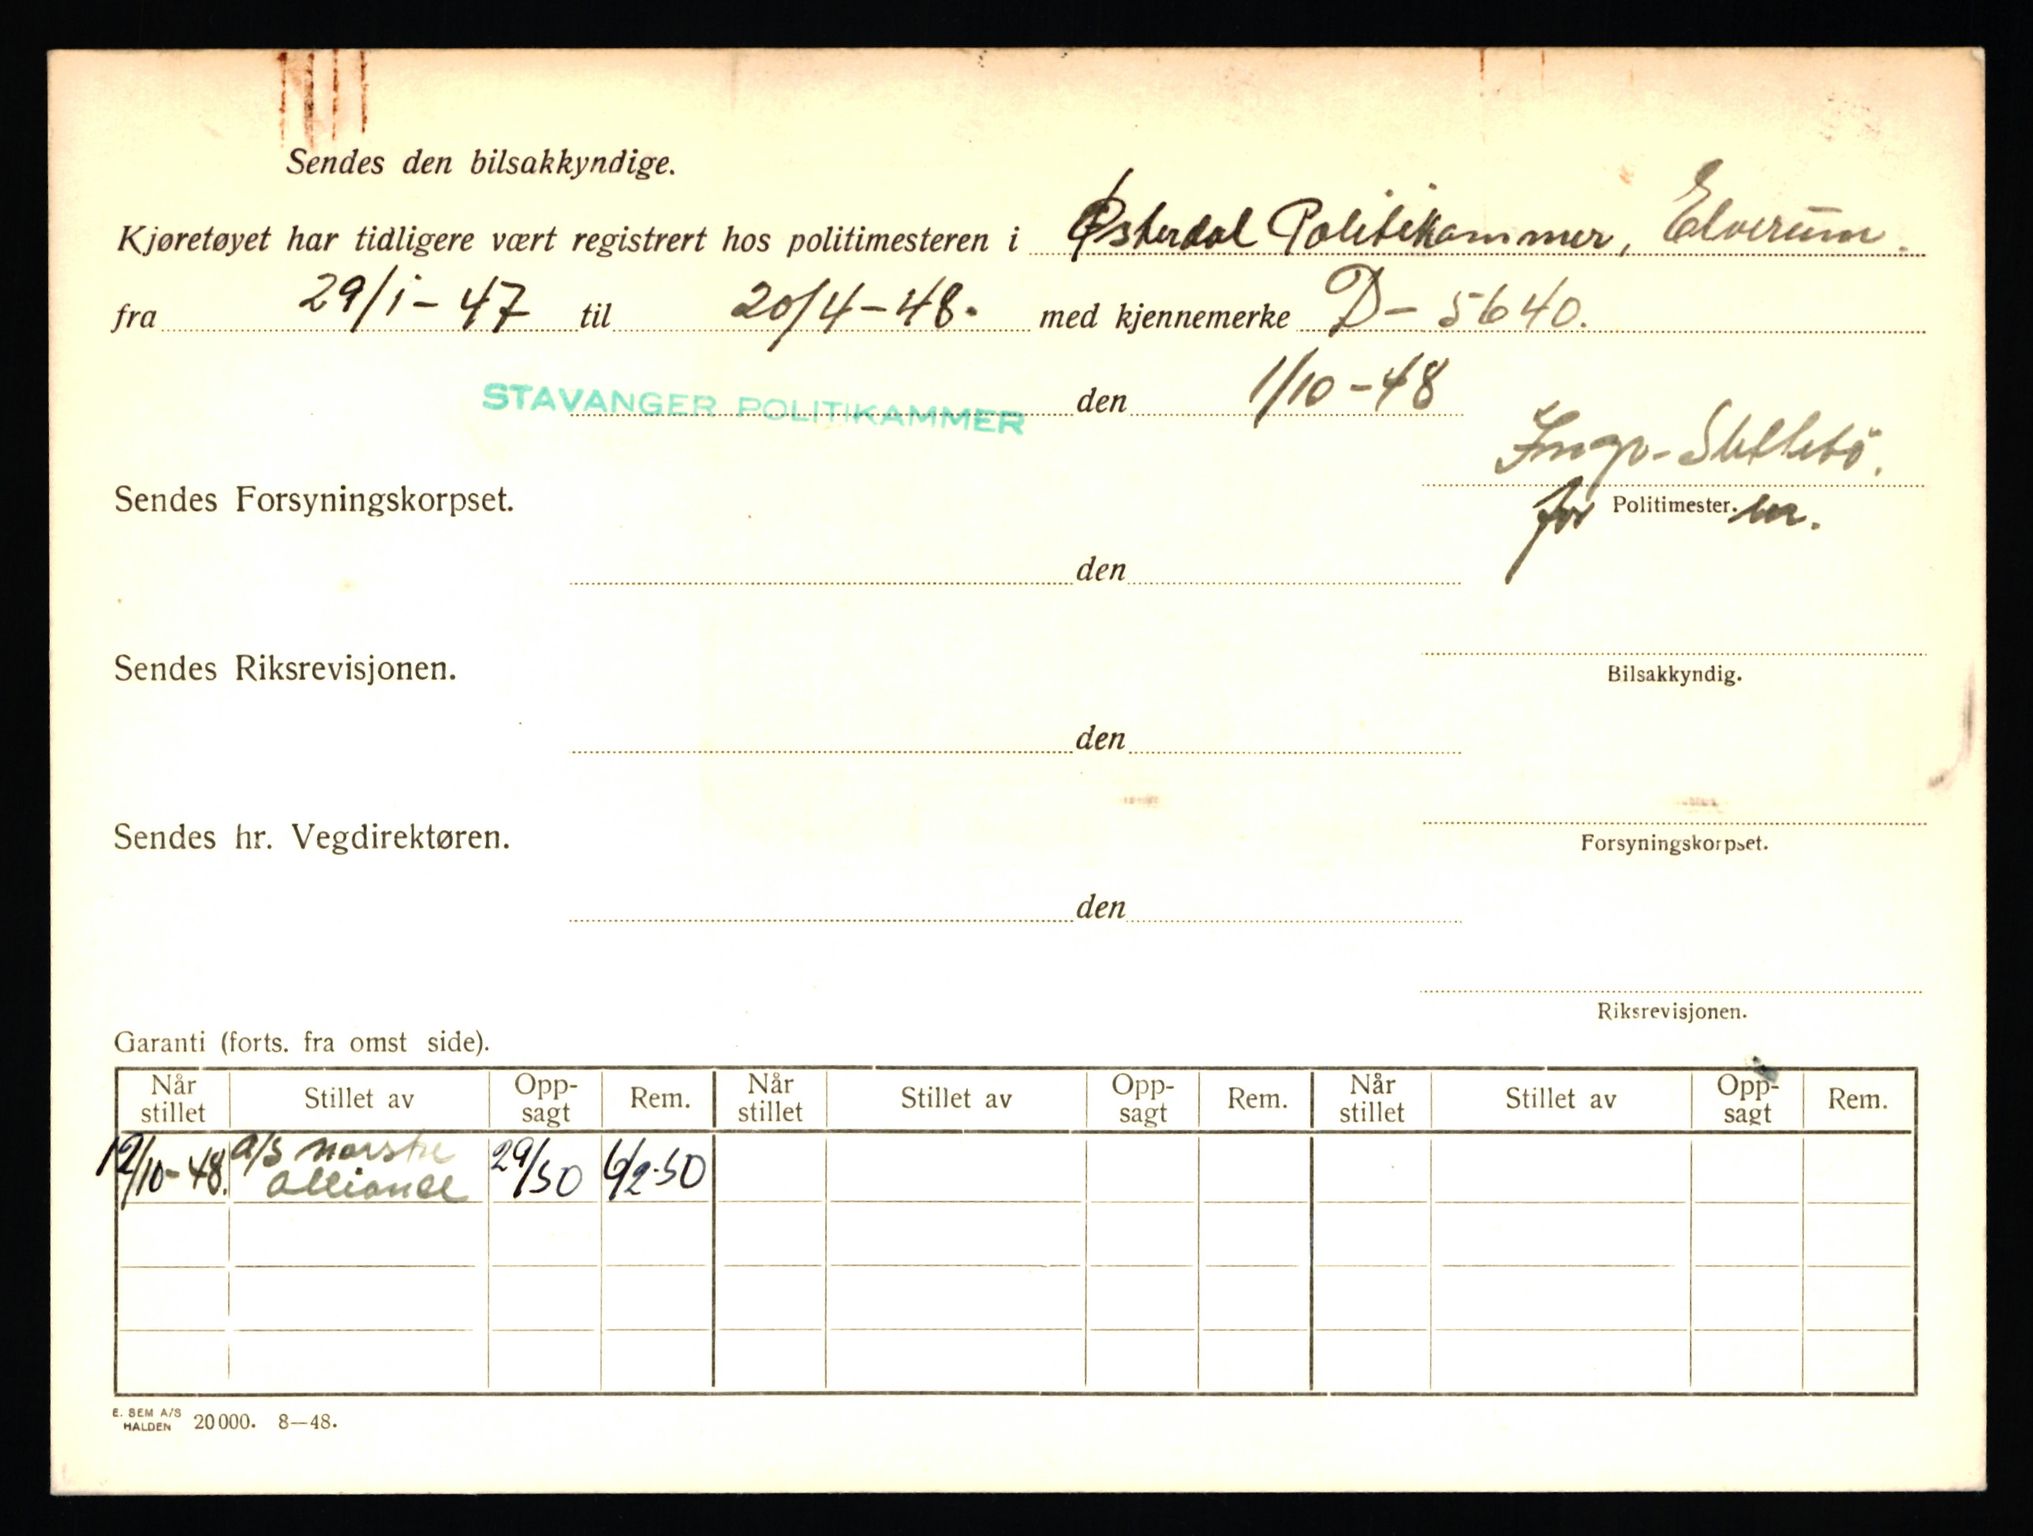 Sendes den bilsakkyndige.
Kjøretøyet har tidligere vært registrert hos politimesteren i Østerdal Politikammer, Elverum.
fra 29/1-47 til 20/4-48. med kjennemerke D-5640.
STAVANGER POLITIKAMMER den 1/10-48
Sendes Forsyningskorpset.
for Politimester.en.
den
Sendes Riksrevisjonen.
Bilsakkyndig.
den
Sendes hr. Vegdirektøren.
Forsyningskorpset.
den
Riksrevisjonen.
Garanti (forts. fra omst side).
Når stillet Stillet av Opp-sagt Rem. Når stillet Stillet av Opp-sagt Rem. Når stillet Stillet av Opp-sagt Rem.
12/10-48. A/S Norske
Alliance 29/50 6/2-50
E. SEM A/S
HALDEN 20000. 8—48.